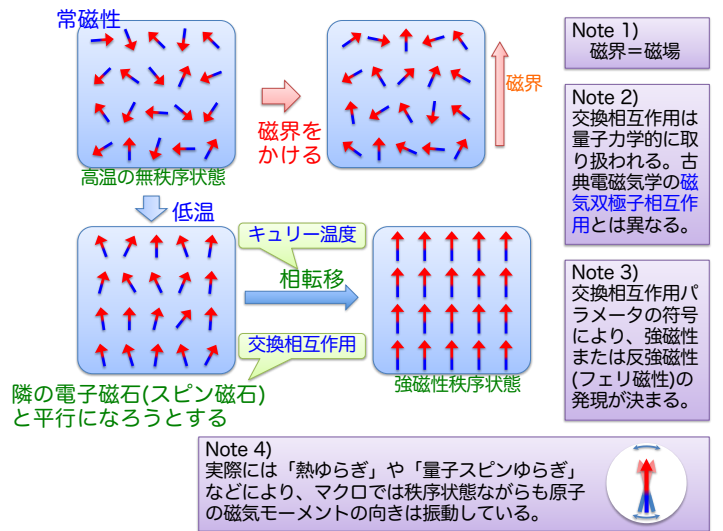 常磁性
磁界を
かける
磁界
高温の無秩序状態
低温
キュリー温度
相転移
交換相互作用
隣の電子磁石(スピン磁石)
と平行になろうとする
強磁性秩序状態
Note 1)
磁界＝磁場
Note 2)
交換相互作用は
量子力学的に取
り扱われる。古
典電磁気学の磁
気双極子相互作
用とは異なる。
Note 3)
交換相互作用パ
ラメータの符号
により、強磁性
または反強磁性
(フェリ磁性)の
発現が決まる。
Note 4)
実際には「熱ゆらぎ」や「量子スピンゆらぎ」
などにより、マクロでは秩序状態ながらも原子
の磁気モーメントの向きは振動している。